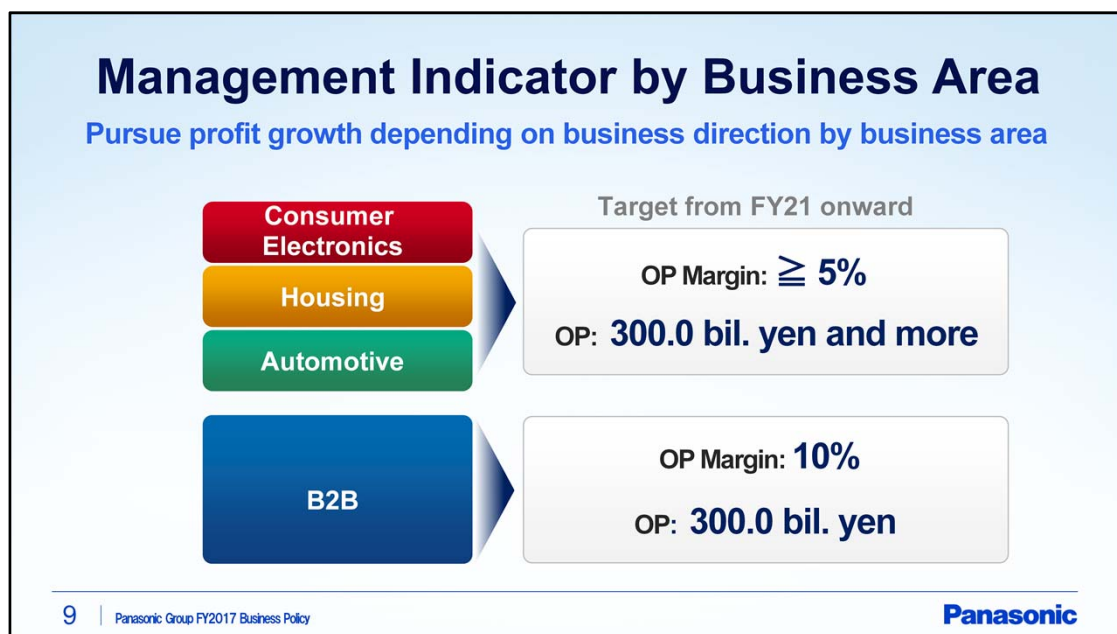 Management Indicator by Business Area
Pursue profit growth depending on business direction by business area
Consumer
Electronics
Housing
Automotive
Target from FY21 onward
OP Margin: ≧ 5%
OP: 300.0 bil. yen and more
B2B
OP Margin: 10%
OP: 300.0 bil. yen
9 | Panasonic Group FY2017 Business Policy
Panasonic